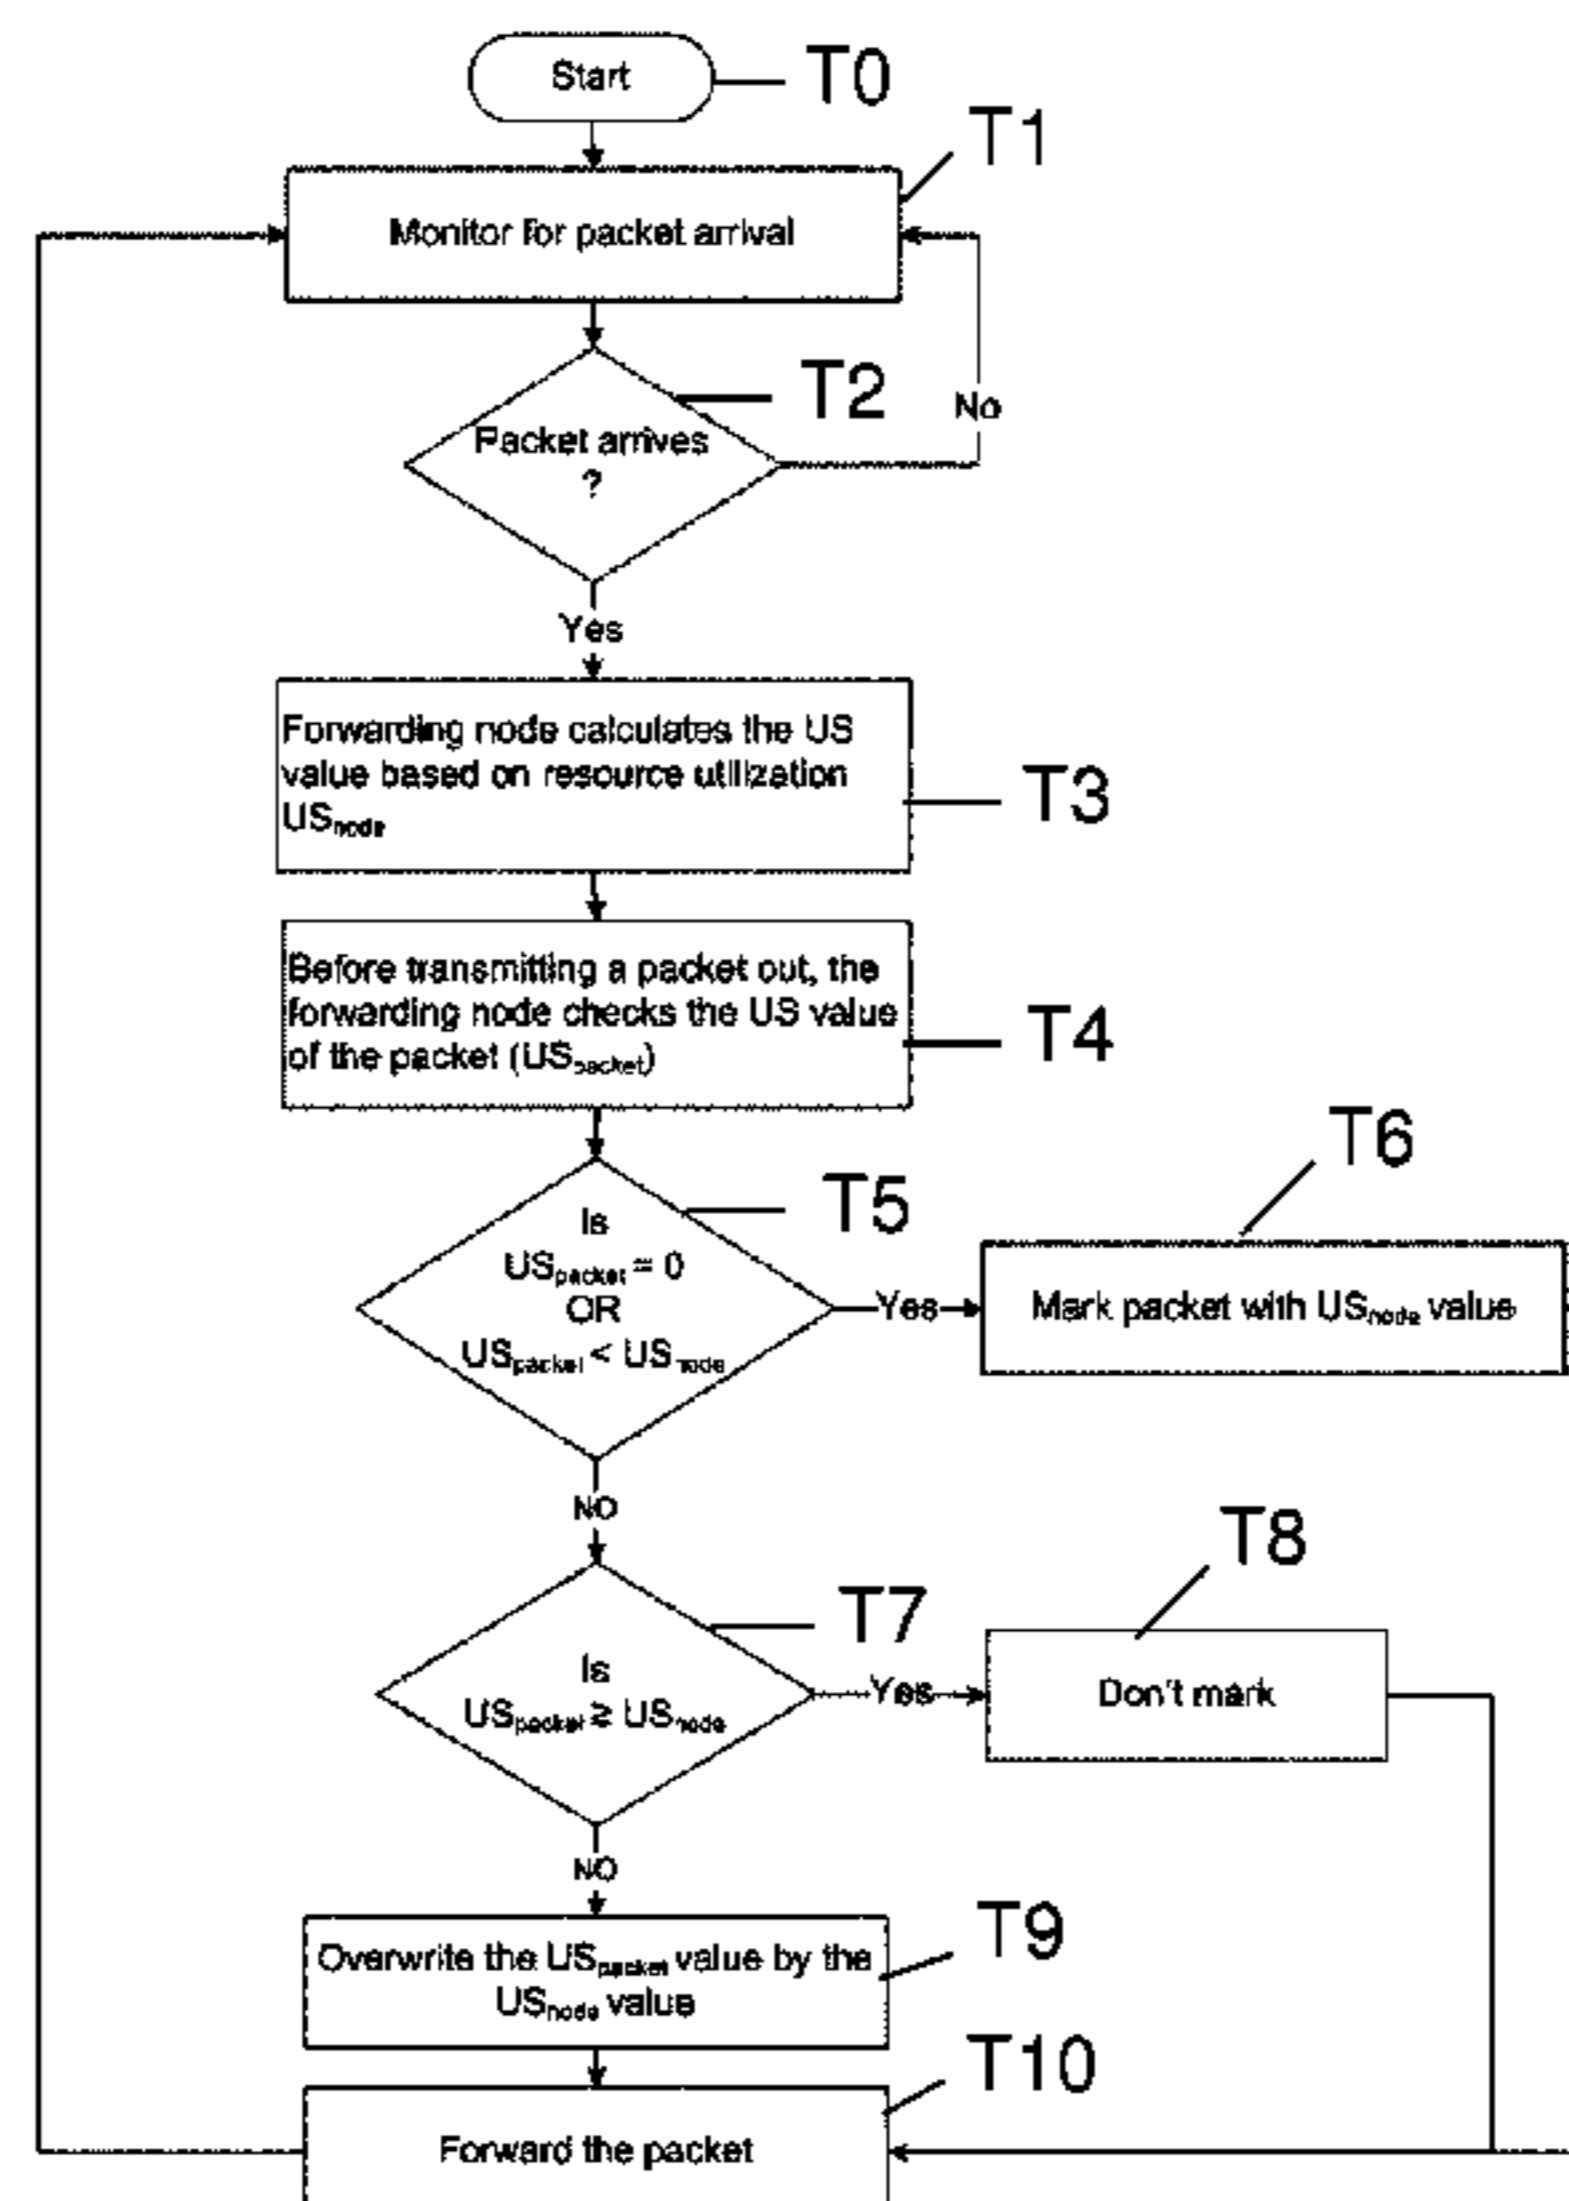 Start
T0
T1
Monitor for packet arrival
T2
No
Packet arrives
?
Yes
Forwarding node calculates the US
value based on resource utilization
USnode
T3
Before transmitting a packet out, the
forwarding node checks the US value
of the packet (USpacket)
T4
T6
T5
Is
USpacket = 0
OR
USpacket < USnode
Yes
Mark packet with USnode value
NO
T8
T7
Is
USpacket ≥ USnode
Yes
Don't mark
NO
T9
Overwrite the USpacket value by the
USnode value
T10
Forward the packet